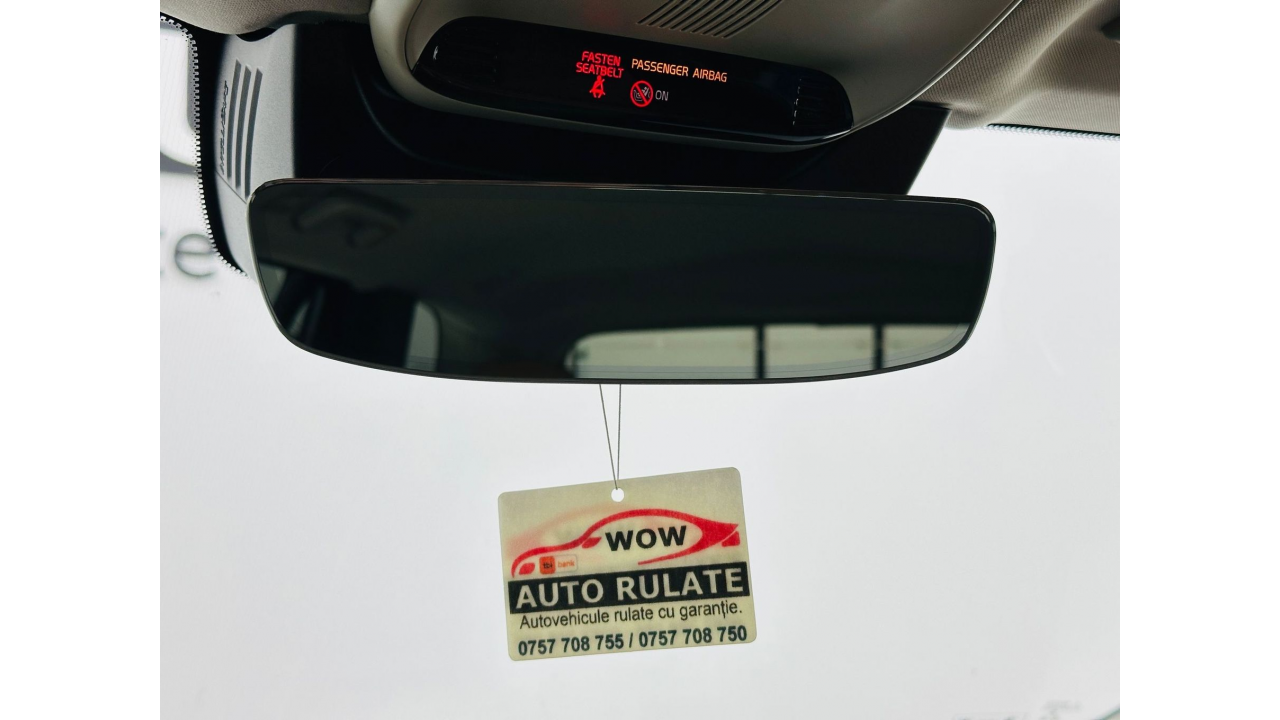 FASTEN
SEATBELT
PASSENGER AIRBAG
ON
WOW
AUTO RULATE
Autovehicule rulate cu garanție.
0757 708 755 / 0757 708 750